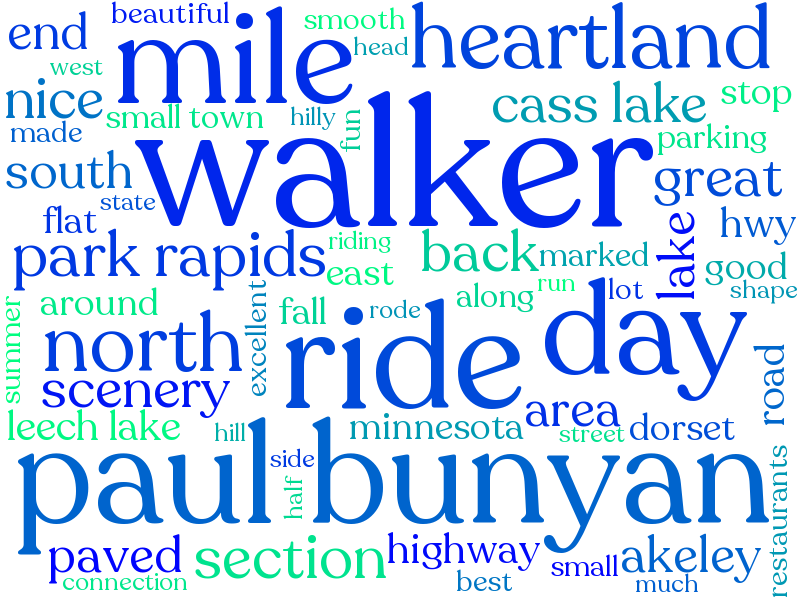 beautiful
smooth
heartland
end
mile
head
west
nice
cass lake
stop
small town
hilly
fun
made
walker
parking
south
state
great
flat
lake
hwy
park rapids
riding
back
marked
good
east
shape
excellent
along
run
lot
around
fall
rode
day
summer
north
ride
road
scenery
area
leech lake
hill
minnesota
street
dorset
paul bunyan
side
half
restaurants
paved
section
highway
small
akeley
connection
best
much